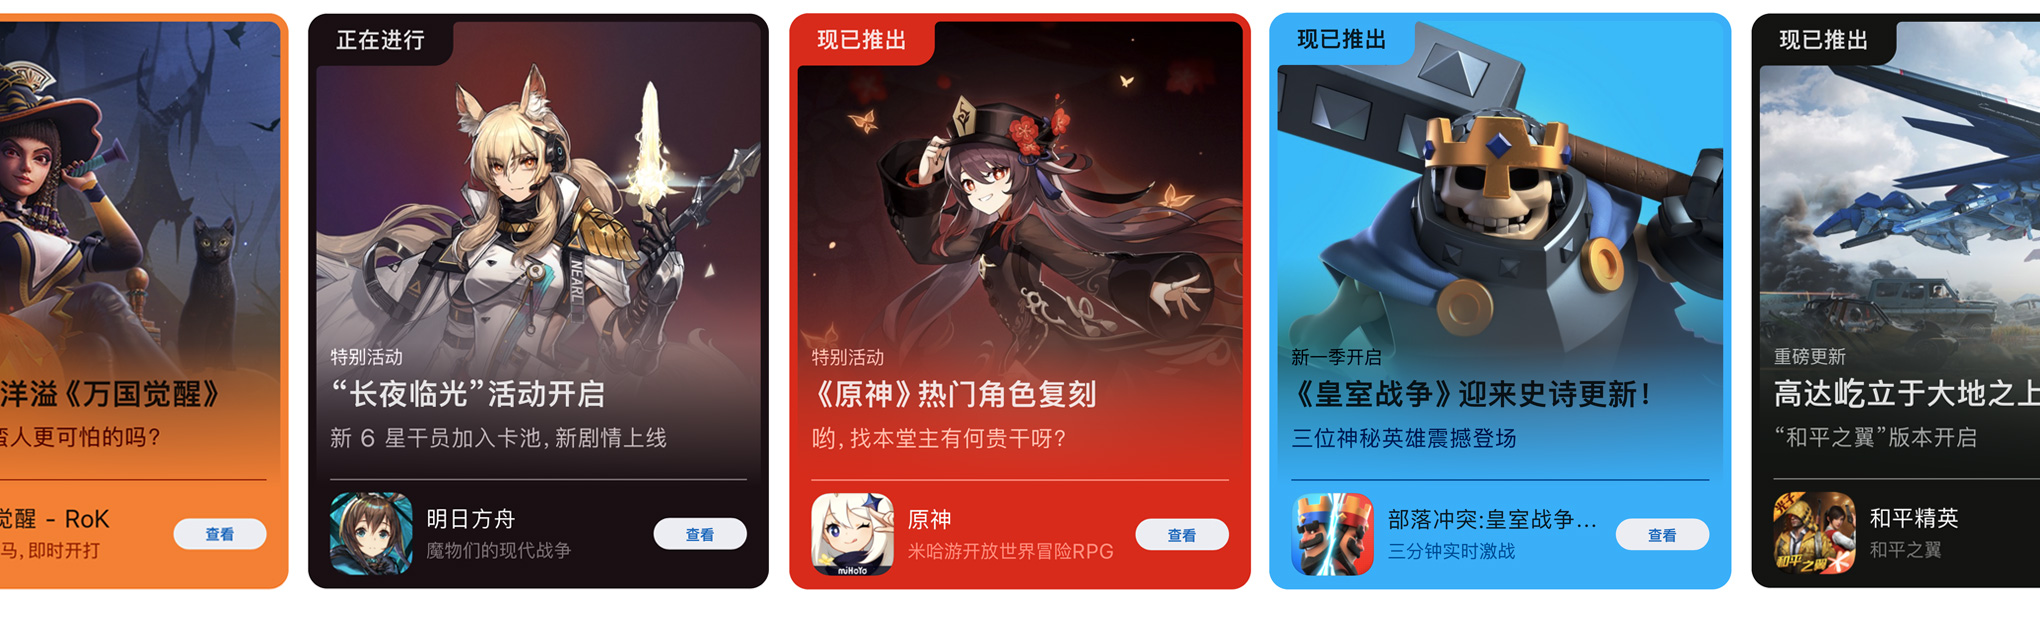 洋溢《万国觉醒》
蛮人更可怕的吗?
觉醒 - RoK
马, 即时开打
查看
正在进行
NEARL
特别活动
“长夜临光”活动开启
新 6 星干员加入卡池, 新剧情上线
明日方舟
魔物们的现代战争
查看
现已推出
特别活动
《原神》热门角色复刻
哟, 找本堂主有何贵干呀?
miHoYo
原神
米哈游开放世界冒险RPG
查看
现已推出
新一季开启
《皇室战争》迎来史诗更新!
三位神秘英雄震撼登场
部落冲突:皇室战争…
三分钟实时激战
查看
现已推出
重磅更新
高达屹立于大地之上
“和平之翼”版本开启
和平之翼
和平精英
和平之翼